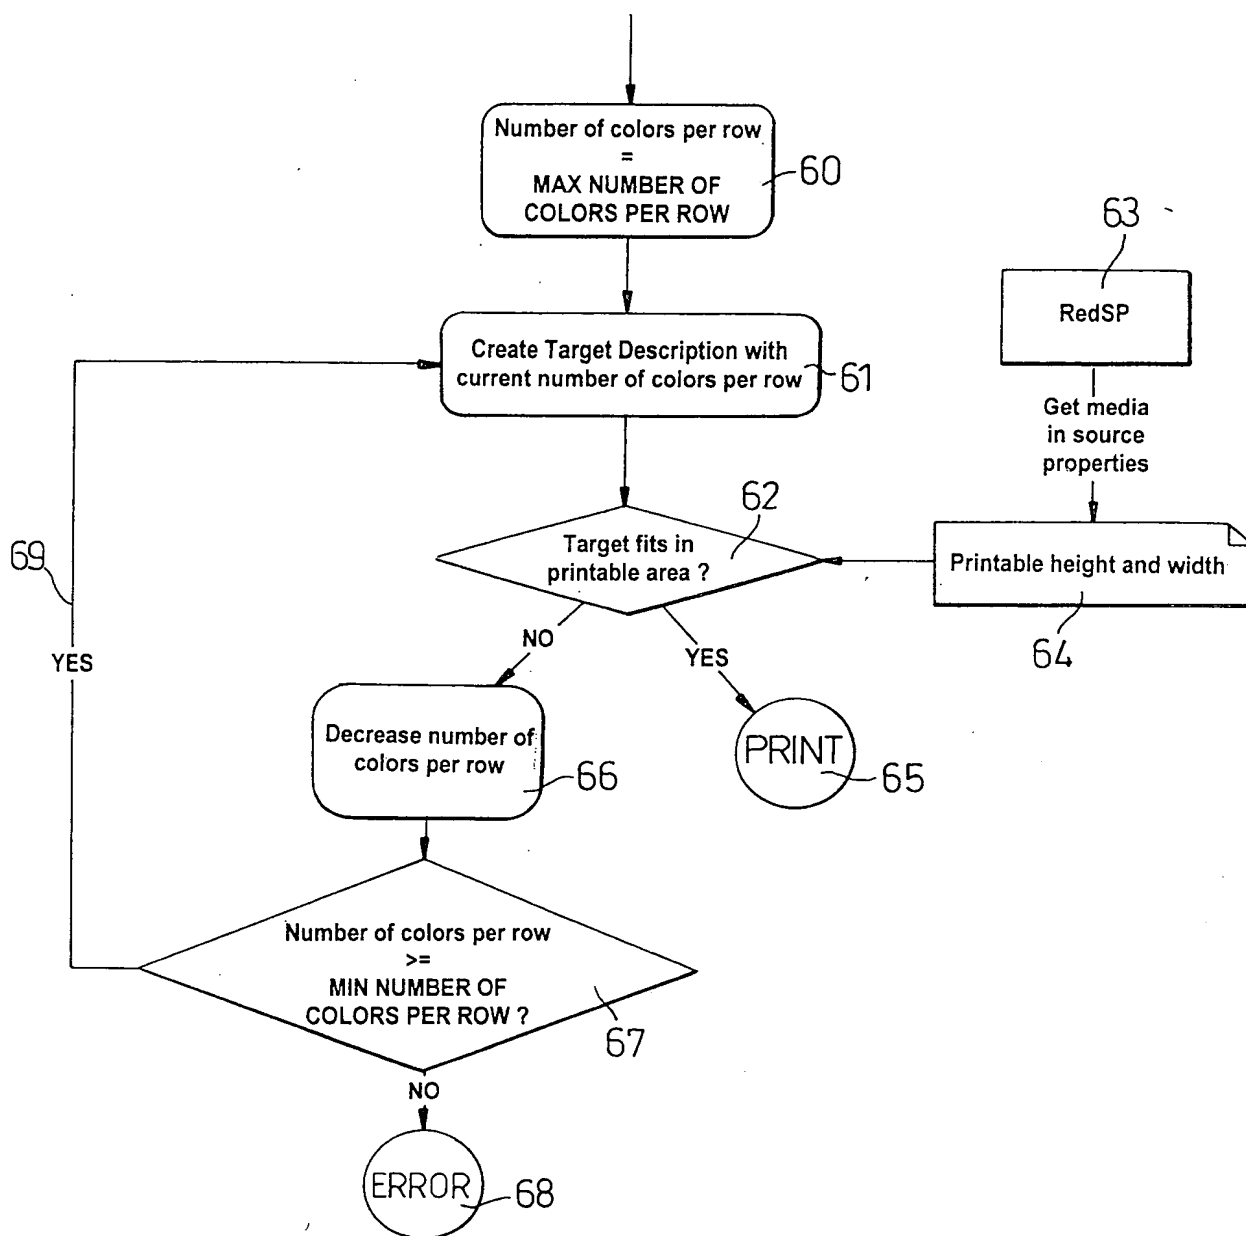 Number of colors per row
=
MAX NUMBER OF
COLORS PER ROW
60
63
RedSP
Create Target Description with
current number of colors per row
61
Get media
in source
properties
62
Target fits in
printable area ?
Printable height and width
64
69
NO
YES
YES
Decrease number of
colors per row
66
PRINT
65
Number of colors per row
>=
MIN NUMBER OF
COLORS PER ROW ?
67
NO
ERROR
68